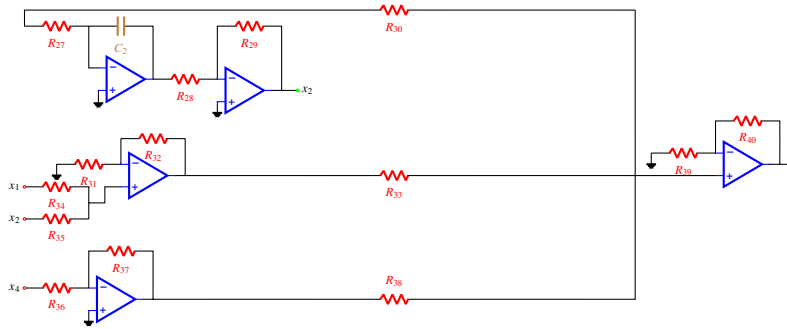 R30
R27
C2
R29
−
+
R28
−
+
x2
R32
R40
−
+
R31
R39
−
+
x1
R34
R33
x2
R35
R37
R38
x4
R36
−
+